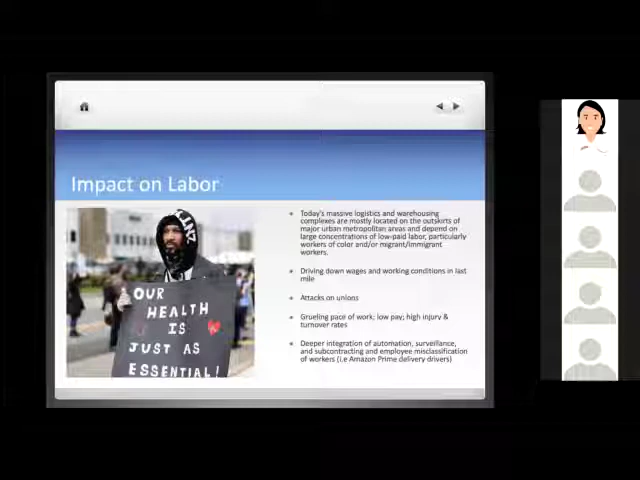 Impact on Labor
Today's massive logistics and warehousing
complexes are mostly located on the outskirts of
major urban metropolitan areas and depend on
large concentrations of low-paid labor, particularly
workers of color and/or migrant/immigrant
workers.
Driving down wages and working conditions in last
mile
Attacks on unions
Grueling pace of work; low pay; high injury &
turnover rates
Deeper integration of automation, surveillance,
and subcontracting and employee misclassification
of workers (i.e Amazon Prime delivery drivers)
OUR
HEALTH
IS
JUST AS
ESSENTIAL!